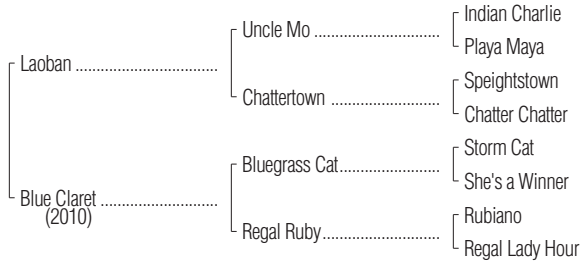 Indian Charlie
Uncle Mo ..................................
Playa Maya
Laoban ......................................
Speightstown
Chattertown .............................
Chatter Chatter
Storm Cat
Bluegrass Cat...........................
She's a Winner
Blue Claret ...............................
(2010)
Rubiano
Regal Ruby...............................
Regal Lady Hour